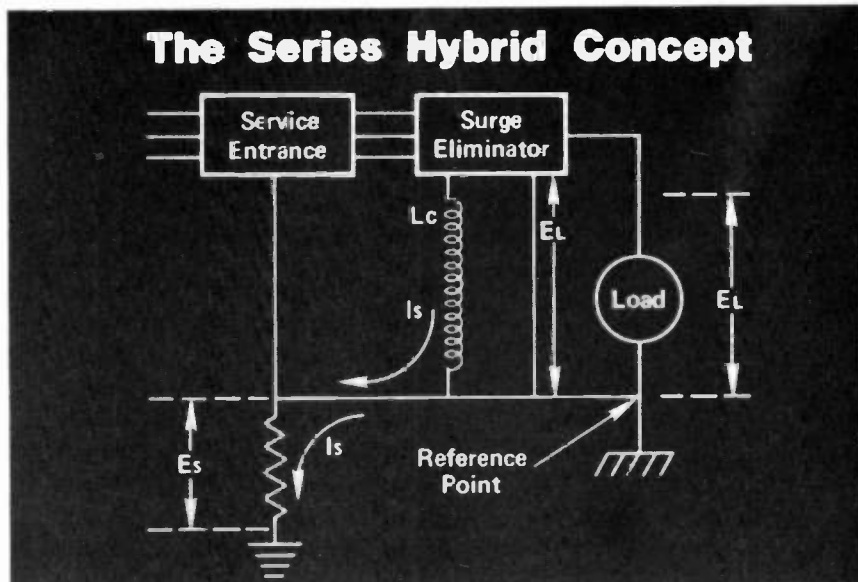 The Series Hybrid Concept
Service
Entrance
Surge
Eliminator
Lc
EL
Is
Load
EL
Es
Is
Reference
Point